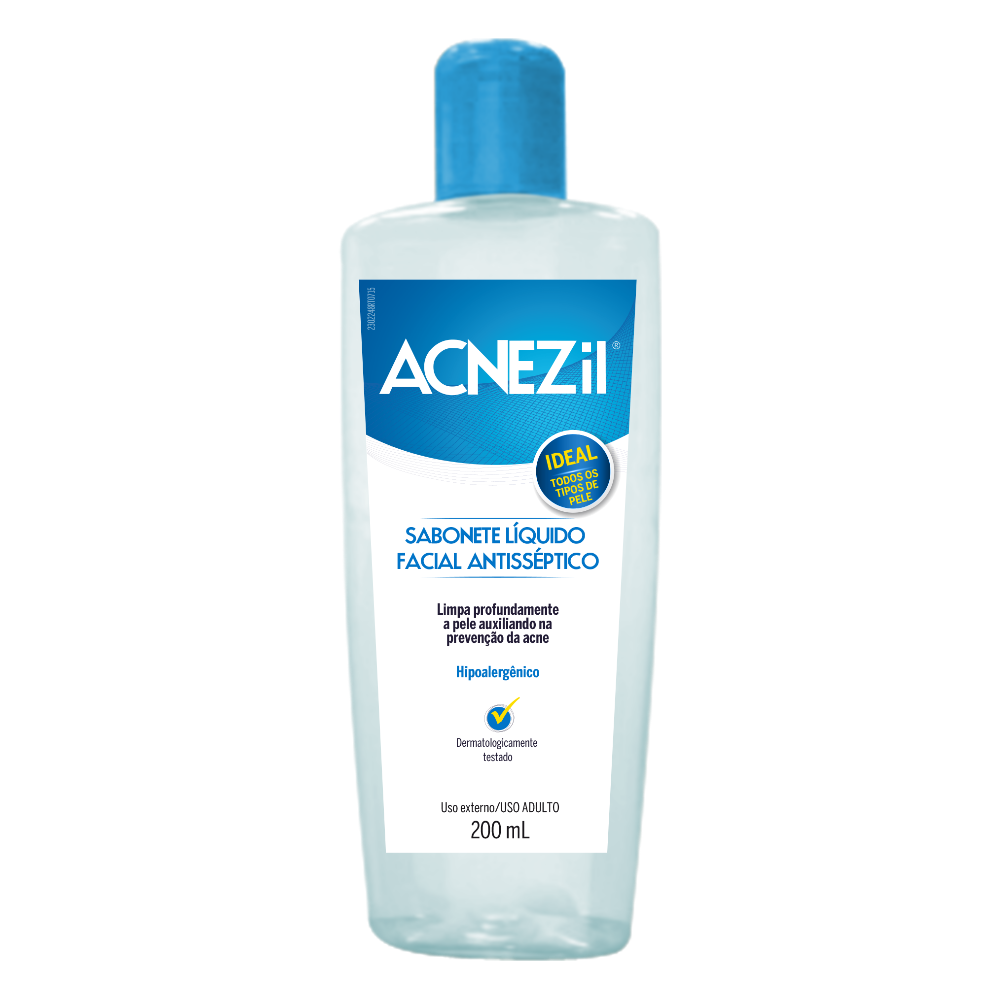 2302248R10715
ACNEZil®
IDEAL
TODOS OS
TIPOS DE
PELE
SABONETE LÍQUIDO
FACIAL ANTISSÉPTICO
Limpa profundamente
a pele auxiliando na
prevenção da acne
Hipoalergênico
Dermatologicamente
testado
Uso externo/USO ADULTO
200 mL